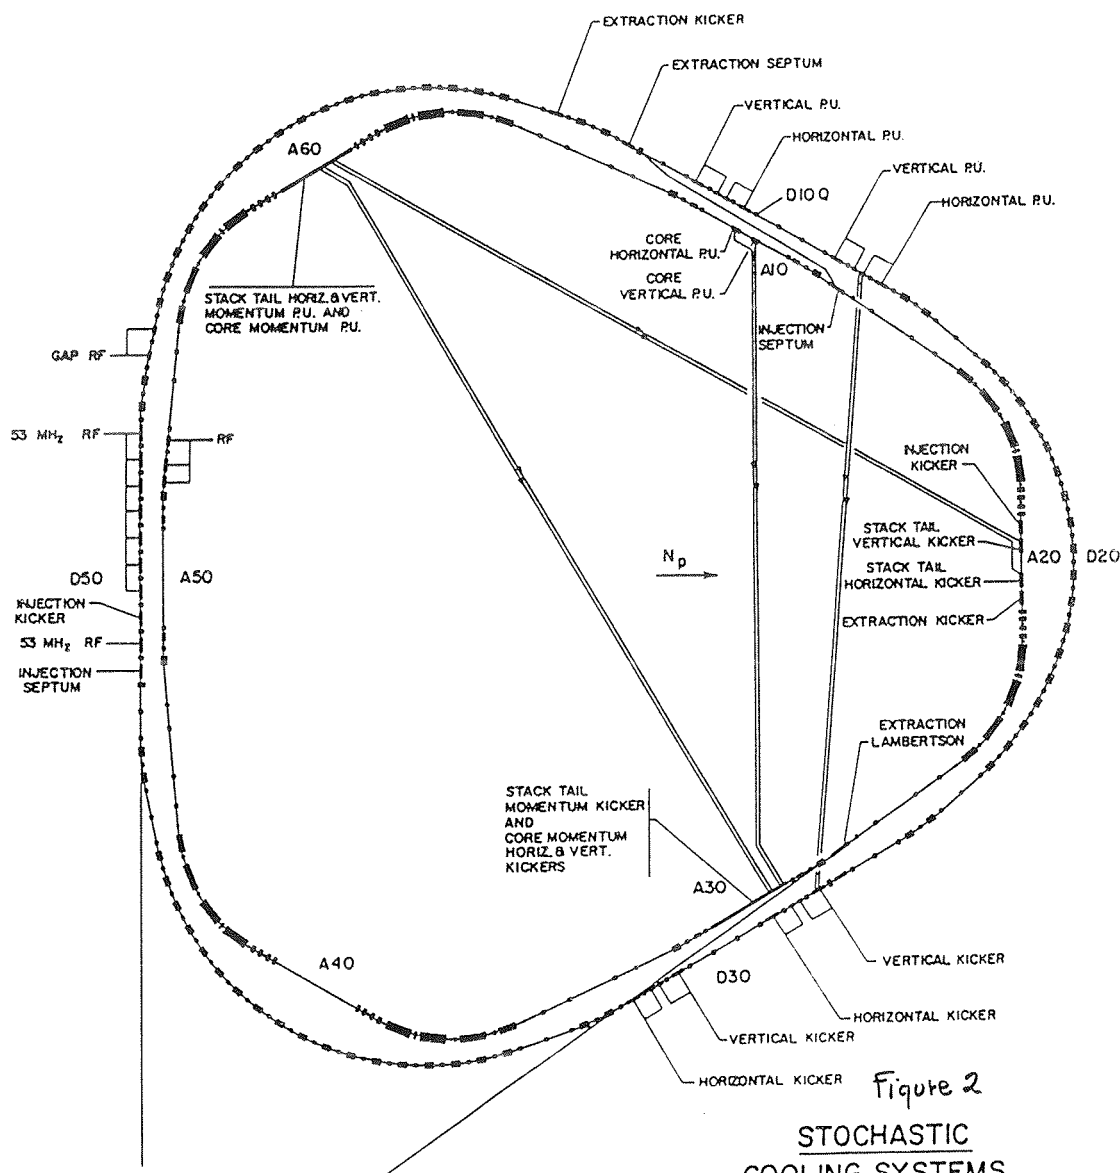 EXTRACTION KICKER
EXTRACTION SEPTUM
VERTICAL P.U.
HORIZONTAL P.U.
D10Q
VERTICAL P.U.
HORIZONTAL P.U.
A60
CORE
HORIZONTAL P.U.
CORE
VERTICAL P.U.
A10
INJECTION
SEPTUM
STACK TAIL HORIZ. & VERT.
MOMENTUM P.U. AND
CORE MOMENTUM P.U.
GAP RF
53 MHz RF
RF
INJECTION
KICKER
STACK TAIL
VERTICAL KICKER
A20
D20
STACK TAIL
HORIZONTAL KICKER
EXTRACTION KICKER
Np
D50
A50
INJECTION
KICKER
53 MHz RF
INJECTION
SEPTUM
EXTRACTION
LAMBERTSON
STACK TAIL
MOMENTUM KICKER
AND
CORE MOMENTUM
HORIZ. & VERT.
KICKERS
A30
A40
D30
VERTICAL KICKER
HORIZONTAL KICKER
VERTICAL KICKER
HORIZONTAL KICKER
Figure 2
STOCHASTIC
COOLING SYSTEMS